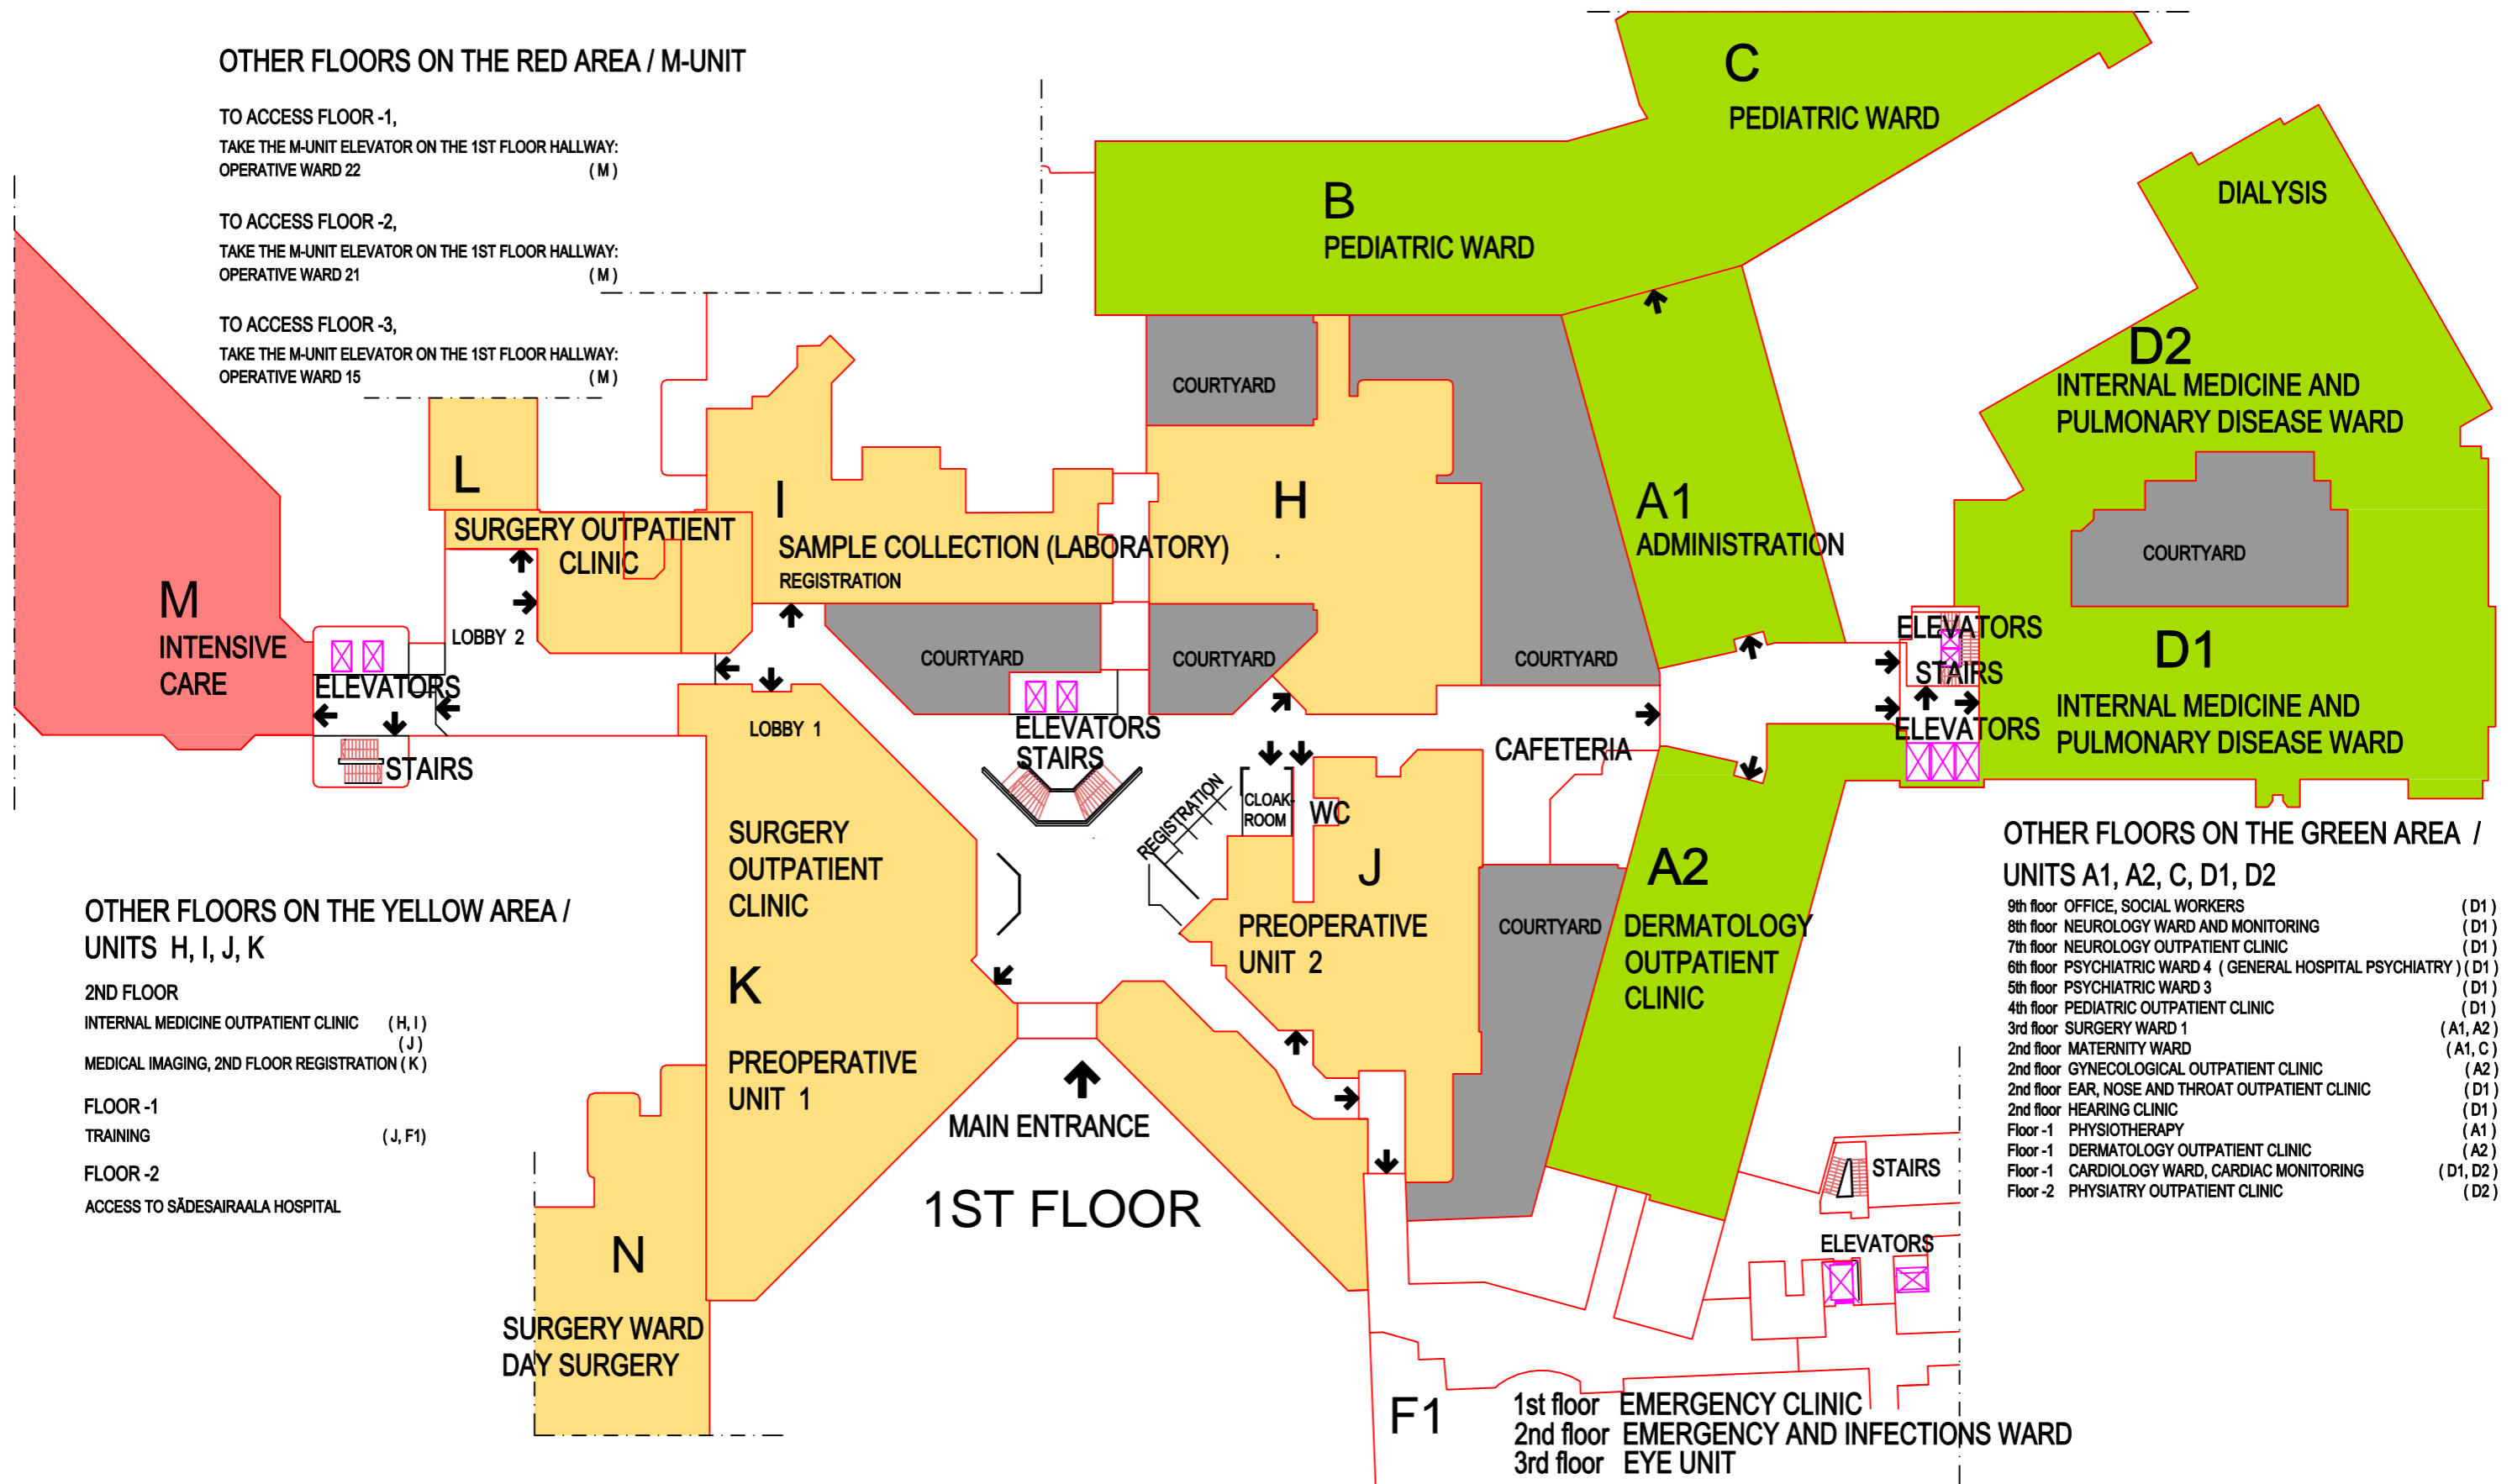 OTHER FLOORS ON THE RED AREA / M-UNIT
TO ACCESS FLOOR -1,
TAKE THE M-UNIT ELEVATOR ON THE 1ST FLOOR HALLWAY:
OPERATIVE WARD 22 ( M )
TO ACCESS FLOOR -2,
TAKE THE M-UNIT ELEVATOR ON THE 1ST FLOOR HALLWAY:
OPERATIVE WARD 21 ( M )
TO ACCESS FLOOR -3,
TAKE THE M-UNIT ELEVATOR ON THE 1ST FLOOR HALLWAY:
OPERATIVE WARD 15 ( M )
C
PEDIATRIC WARD
B
PEDIATRIC WARD
DIALYSIS
D2
INTERNAL MEDICINE AND
PULMONARY DISEASE WARD
COURTYARD
L
SURGERY OUTPATIENT
CLINIC
I
SAMPLE COLLECTION (LABORATORY)
REGISTRATION
H
.
A1
ADMINISTRATION
COURTYARD
M
INTENSIVE
CARE
LOBBY 2
ELEVATORS
STAIRS
LOBBY 1
COURTYARD
COURTYARD
COURTYARD
ELEVATORS
STAIRS
ELEVATORS
STAIRS
ELEVATORS
D1
INTERNAL MEDICINE AND
PULMONARY DISEASE WARD
CAFETERIA
REGISTRATION
CLOAK-
ROOM
WC
SURGERY
OUTPATIENT
CLINIC
K
PREOPERATIVE
UNIT 1
J
PREOPERATIVE
UNIT 2
COURTYARD
A2
DERMATOLOGY
OUTPATIENT
CLINIC
OTHER FLOORS ON THE YELLOW AREA /
UNITS H, I, J, K
2ND FLOOR
INTERNAL MEDICINE OUTPATIENT CLINIC ( H, I )
( J )
MEDICAL IMAGING, 2ND FLOOR REGISTRATION ( K )
FLOOR -1
TRAINING ( J, F1)
FLOOR -2
ACCESS TO SÄDESAIRAALA HOSPITAL
OTHER FLOORS ON THE GREEN AREA /
UNITS A1, A2, C, D1, D2
9th floor OFFICE, SOCIAL WORKERS ( D1 )
8th floor NEUROLOGY WARD AND MONITORING ( D1 )
7th floor NEUROLOGY OUTPATIENT CLINIC ( D1 )
6th floor PSYCHIATRIC WARD 4 ( GENERAL HOSPITAL PSYCHIATRY ) ( D1 )
5th floor PSYCHIATRIC WARD 3 ( D1 )
4th floor PEDIATRIC OUTPATIENT CLINIC ( D1 )
3rd floor SURGERY WARD 1 ( A1, A2 )
2nd floor MATERNITY WARD ( A1, C )
2nd floor GYNECOLOGICAL OUTPATIENT CLINIC ( A2 )
2nd floor EAR, NOSE AND THROAT OUTPATIENT CLINIC ( D1 )
2nd floor HEARING CLINIC ( D1 )
Floor -1 PHYSIOTHERAPY ( A1 )
Floor -1 DERMATOLOGY OUTPATIENT CLINIC ( A2 )
Floor -1 CARDIOLOGY WARD, CARDIAC MONITORING ( D1, D2 )
Floor -2 PHYSIATRY OUTPATIENT CLINIC ( D2 )
MAIN ENTRANCE
1ST FLOOR
STAIRS
ELEVATORS
N
SURGERY WARD
DAY SURGERY
F1
1st floor EMERGENCY CLINIC
2nd floor EMERGENCY AND INFECTIONS WARD
3rd floor EYE UNIT